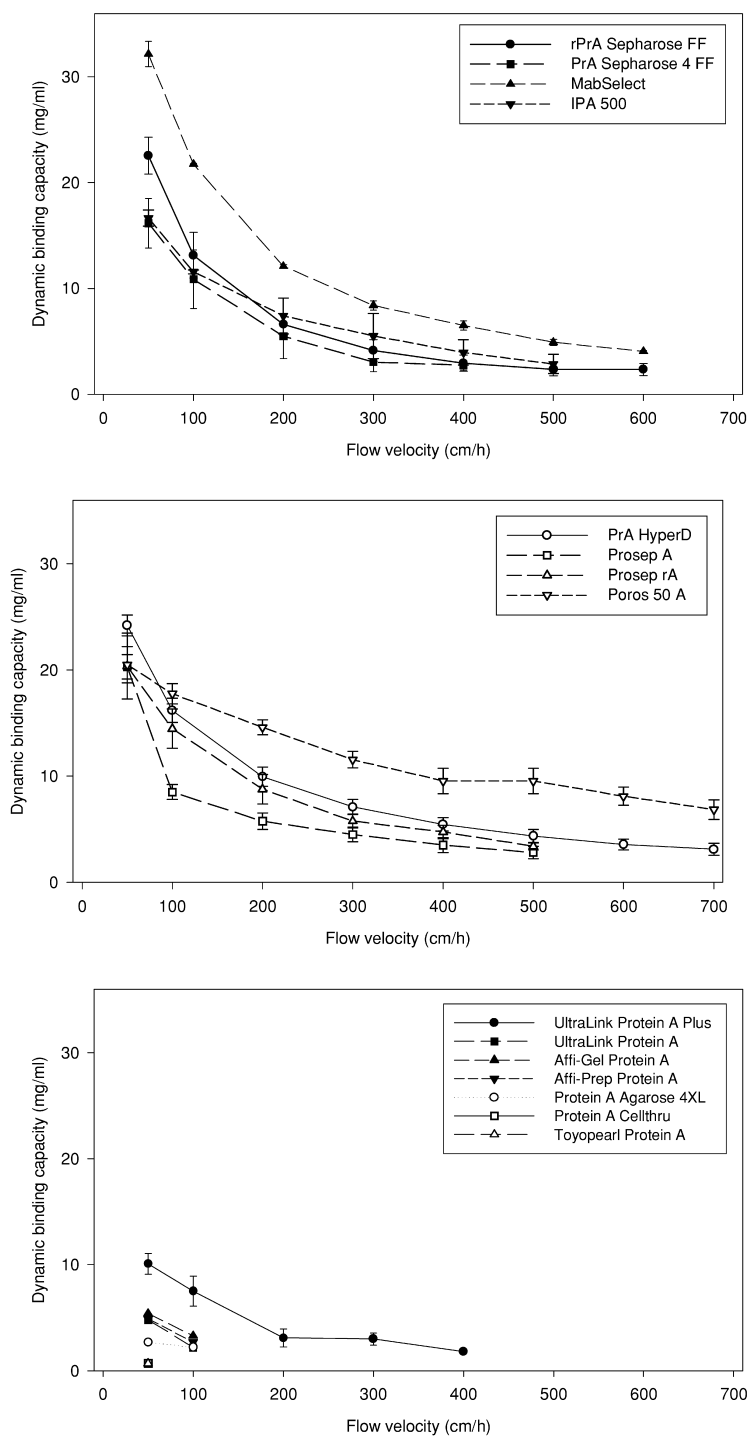 rPrA Sepharose FF
PrA Sepharose 4 FF
MabSelect
IPA 500
Dynamic binding capacity (mg/ml)
30
20
10
0
0 100 200 300 400 500 600 700
Flow velocity (cm/h)
PrA HyperD
Prosep A
Prosep rA
Poros 50 A
Dynamic binding capacity (mg/ml)
30
20
10
0
0 100 200 300 400 500 600 700
Flow velocity (cm/h)
UltraLink Protein A Plus
UltraLink Protein A
Affi-Gel Protein A
Affi-Prep Protein A
Protein A Agarose 4XL
Protein A Cellthru
Toyopearl Protein A
Dynamic binding capacity (mg/ml)
30
20
10
0
0 100 200 300 400 500 600 700
Flow velocity (cm/h)